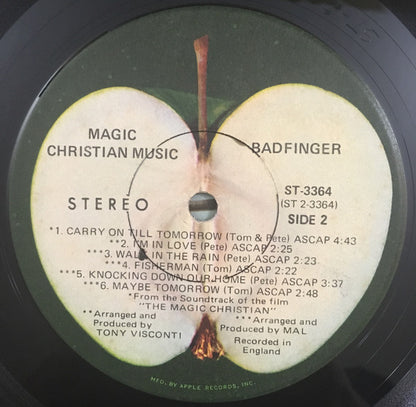 MAGIC
CHRISTIAN MUSIC
BADFINGER
STEREO
ST-3364
(ST 2-3364)
SIDE 2
*1. CARRY ON TILL TOMORROW (Tom & Pete) ASCAP 4:43
**2. I'M IN LOVE (Pete) ASCAP 2:25
***3. WALK IN THE RAIN (Pete) ASCAP 2:23
***4. FISHERMAN (Tom) ASCAP 2:22
***5. KNOCKING DOWN OUR HOME (Pete) ASCAP 3:37
***6. MAYBE TOMORROW (Tom) ASCAP 2:48
*From the Soundtrack of the film
"THE MAGIC CHRISTIAN"
**Arranged and
Produced by
TONY VISCONTI
***Arranged and
Produced by MAL
Recorded in
England
MFD. BY APPLE RECORDS, INC.